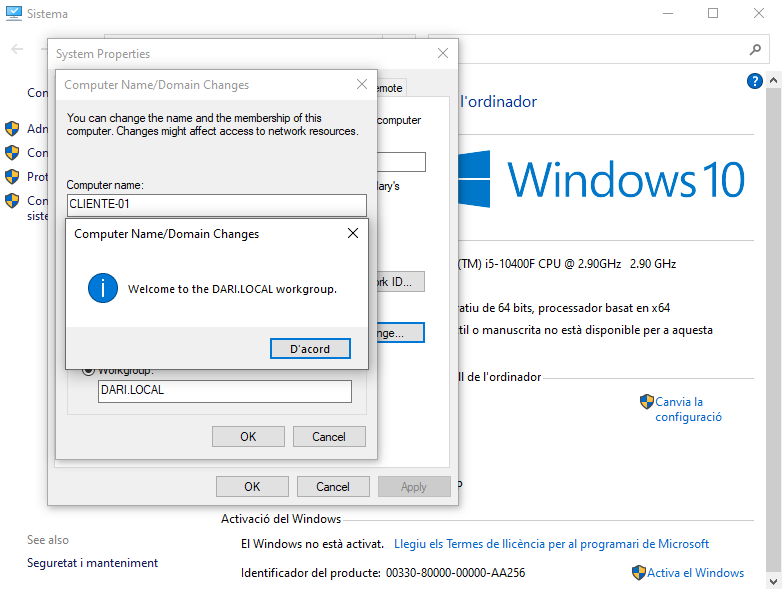 Sistema
System Properties
Computer Name/Domain Changes
You can change the name and the membership of this
computer. Changes might affect access to network resources.
Computer name:
CLIENTE-01
Computer Name/Domain Changes
Welcome to the DARI.LOCAL workgroup.
D'acord
Workgroup:
DARI.LOCAL
OK Cancel
OK Cancel Apply
emote
computer
ary's
rk ID...
nge...
Con
Adm
Con
Prot
Con
siste
l'ordinador
Windows 10
(TM) i5-10400F CPU @ 2.90GHz 2.90 GHz
ratiu de 64 bits, processador basat en x64
til o manuscrita no està disponible per a aquesta
ll de l'ordinador
Canvia la
configuració
Activació del Windows
El Windows no està activat. Llegiu els Termes de llicència per al programari de Microsoft
Identificador del producte: 00330-80000-00000-AA256
Activa el Windows
See also
Seguretat i manteniment